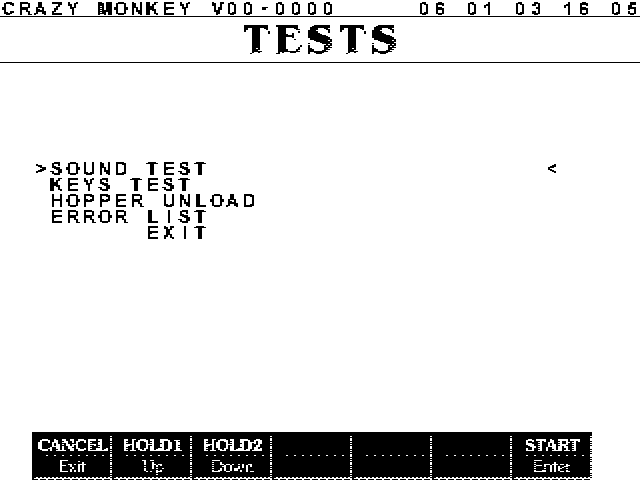 CRAZY MONKEY V00-0000 06 01 03 16 05
TESTS
>SOUND TEST <
KEYS TEST
HOPPER UNLOAD
ERROR LIST
EXIT
CANCEL HOLD1 HOLD2 ......... ......... ......... START
Exit Up Down Enter